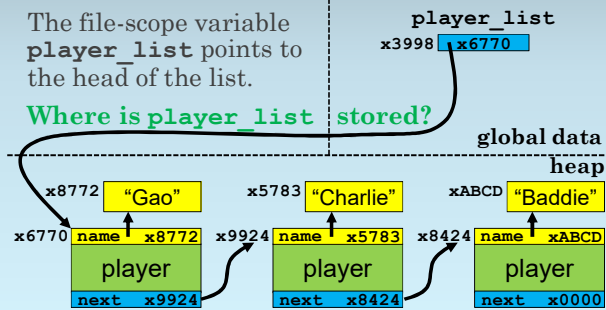 The file-scope variable
player_list points to
the head of the list.
Where is player_list stored?
player_list
x3998 x6770
global data
heap
x8772 “Gao” x5783 “Charlie” xABCD “Baddie”
x6770 name x8772 x9924 name x5783 x8424 name xABCD
player player player
next x9924 next x8424 next x0000